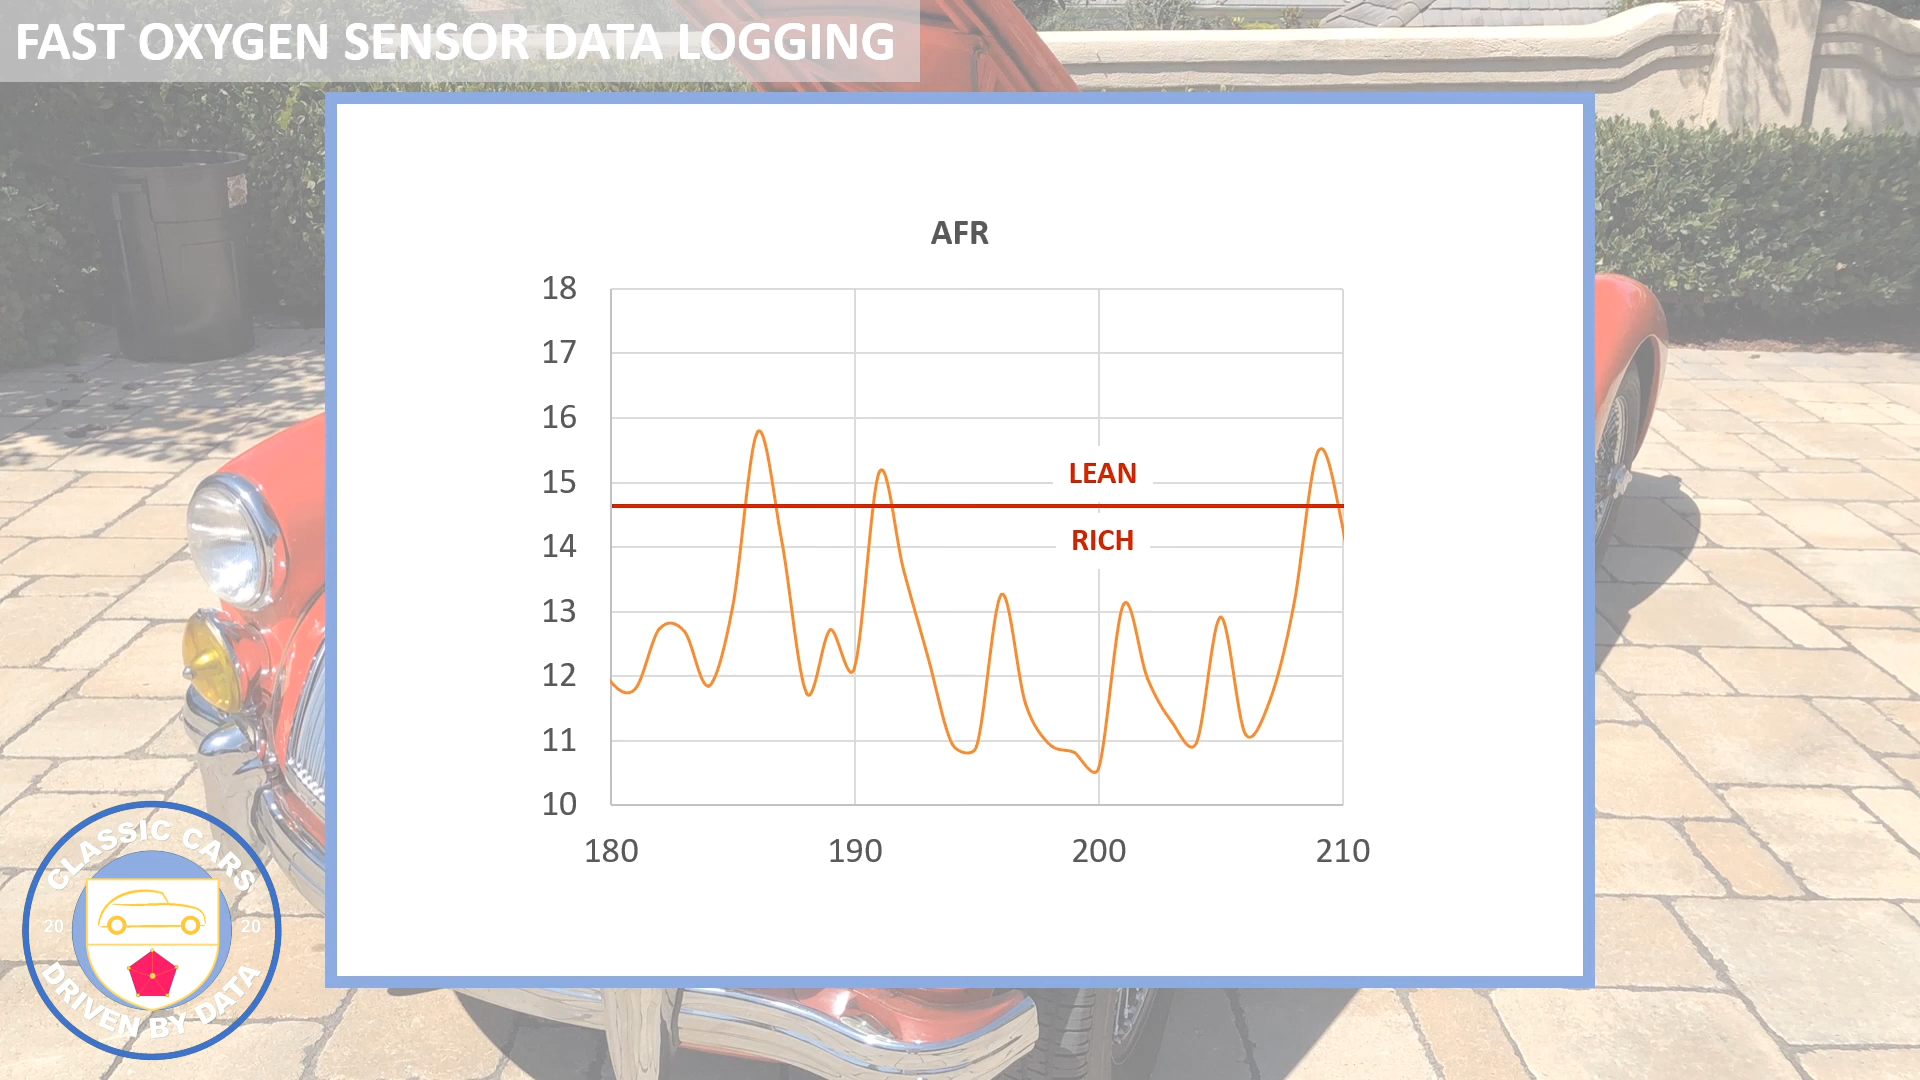 FAST OXYGEN SENSOR DATA LOGGING
AFR
18
17
16
15
14
13
12
11
10
LEAN
RICH
180 190 200 210
CLASSIC CARS
20 20
DRIVEN BY DATA